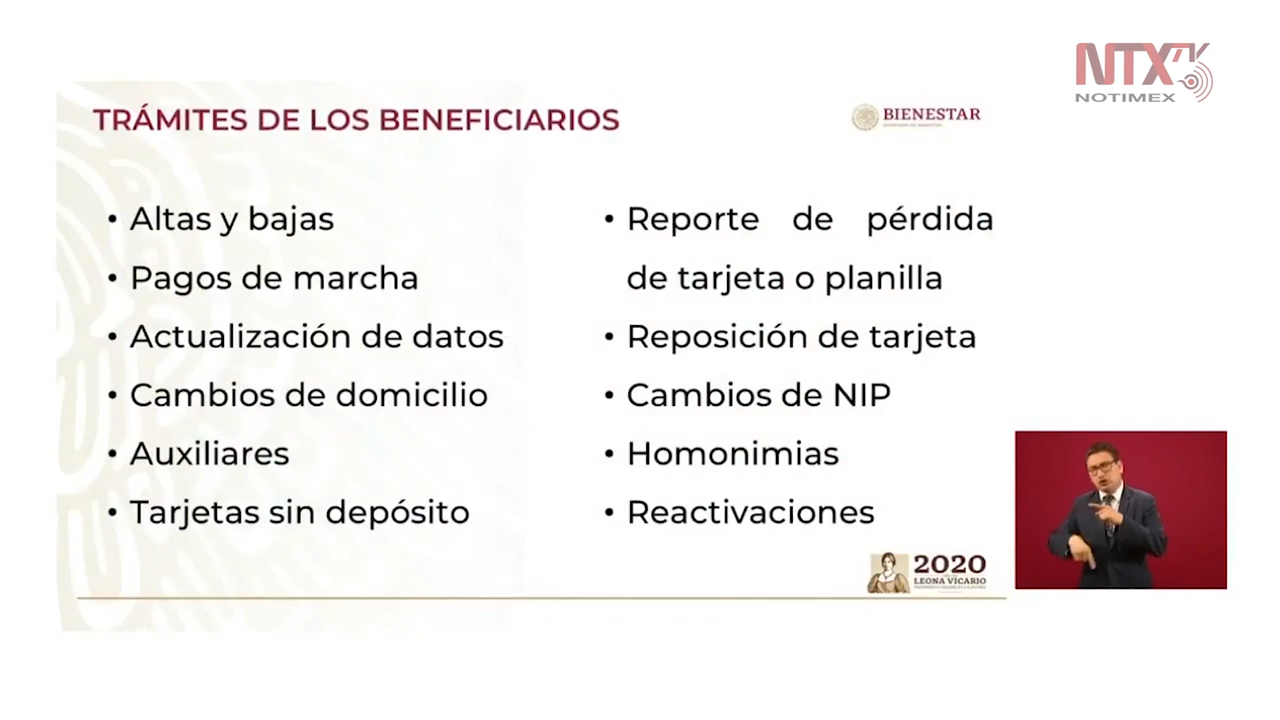 NTX
NOTIMEX
TRÁMITES DE LOS BENEFICIARIOS
BIENESTAR
• Altas y bajas
• Pagos de marcha
• Actualización de datos
• Cambios de domicilio
• Auxiliares
• Tarjetas sin depósito
• Reporte de pérdida
de tarjeta o planilla
• Reposición de tarjeta
• Cambios de NIP
• Homonimias
• Reactivaciones
2020
LEONA VICARIO